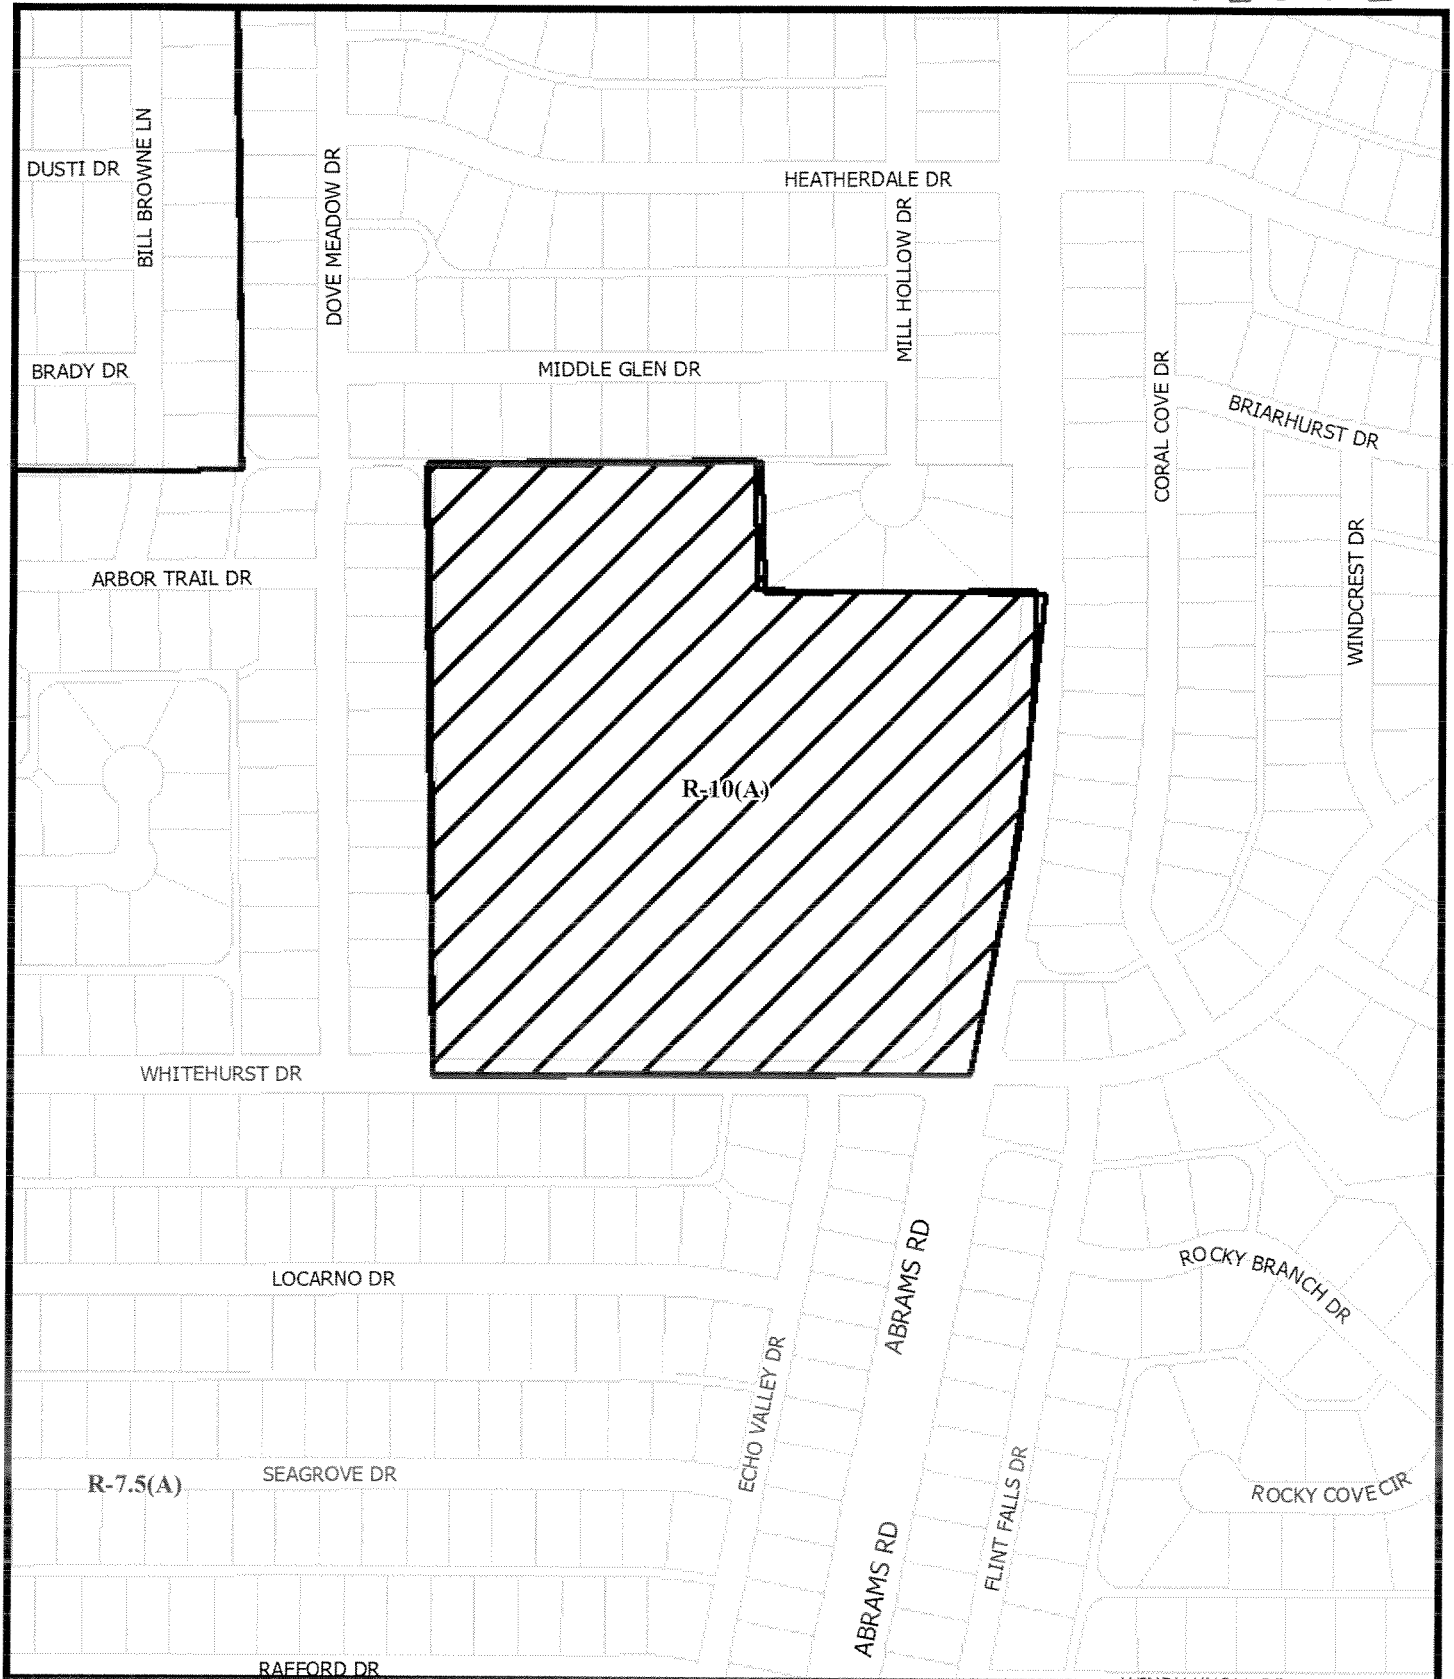 DUSTI DR
BILL BROWNE LN
DOVE MEADOW DR
HEATHERDALE DR
MILL HOLLOW DR
BRADY DR
MIDDLE GLEN DR
CORAL COVE DR
BRIARHURST DR
WINDCREST DR
ARBOR TRAIL DR
R-10(A)
WHITEHURST DR
LOCARNO DR
ABRAMS RD
ROCKY BRANCH DR
ECHO VALLEY DR
R-7.5(A)
SEAGROVE DR
FLINT FALLS DR
ROCKY COVE CIR
ABRAMS RD
RAFFORD DR